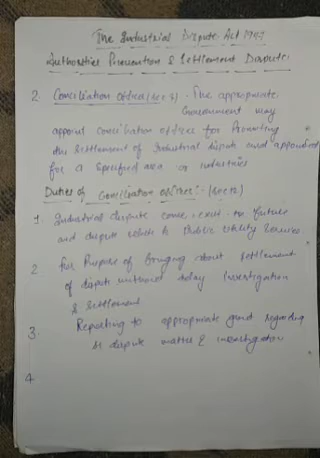 The Industrial Dispute Act 1947
Authorities Prevention & Settlement Dispute:
2. Conciliation officer (sec 4) - The appropriate
Government may
appoint conciliation officer for Promoting
the settlement of Industrial dispute and appointed
for a specified area or industries
Duties of Conciliation officer:- (sec 12)
1. Industrial dispute exist to future
and dispute relate to Public Utility Service.
2 for Purpose of bringing about settlement
of dispute without delay Investigation
& Settlement
3. Reporting to appropriate govt regarding
dispute matter & investigation
4